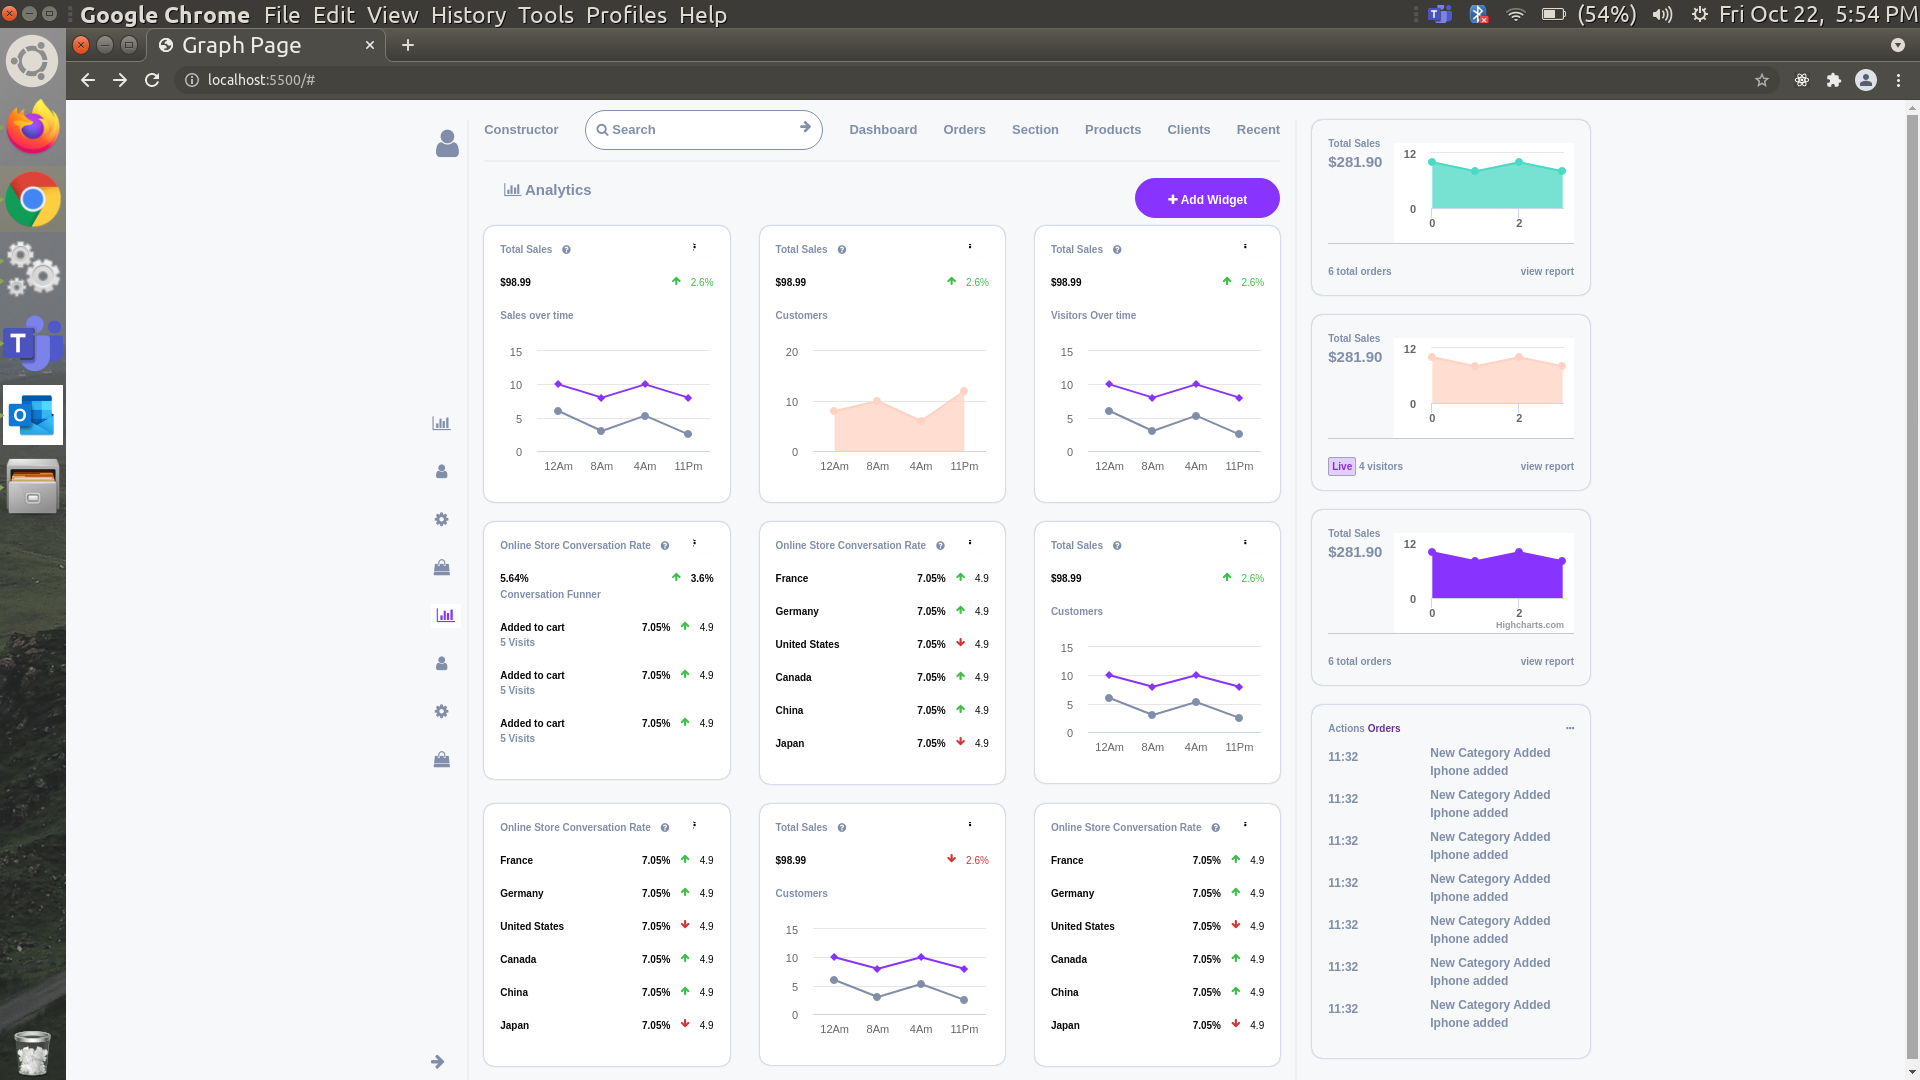 Google Chrome File Edit View History Tools Profiles Help
(54%) Fri Oct 22, 5:54 PM
Graph Page
localhost:5500/#
Constructor
Search
Dashboard Orders Section Products Clients Recent
Analytics
Add Widget
Total Sales
$98.99 2.6%
Sales over time
15
10
5
0
12Am 8Am 4Am 11Pm
Total Sales
$98.99 2.6%
Customers
20
10
0
12Am 8Am 4Am 11Pm
Total Sales
$98.99 2.6%
Visitors Over time
15
10
5
0
12Am 8Am 4Am 11Pm
Online Store Conversation Rate
5.64% 3.6%
Conversation Funner
Added to cart 7.05% 4.9
5 Visits
Added to cart 7.05% 4.9
5 Visits
Added to cart 7.05% 4.9
5 Visits
Online Store Conversation Rate
France 7.05% 4.9
Germany 7.05% 4.9
United States 7.05% 4.9
Canada 7.05% 4.9
China 7.05% 4.9
Japan 7.05% 4.9
Total Sales
$98.99 2.6%
Customers
15
10
5
0
12Am 8Am 4Am 11Pm
Online Store Conversation Rate
France 7.05% 4.9
Germany 7.05% 4.9
United States 7.05% 4.9
Canada 7.05% 4.9
China 7.05% 4.9
Japan 7.05% 4.9
Total Sales
$98.99 2.6%
Customers
15
10
5
0
12Am 8Am 4Am 11Pm
Online Store Conversation Rate
France 7.05% 4.9
Germany 7.05% 4.9
United States 7.05% 4.9
Canada 7.05% 4.9
China 7.05% 4.9
Japan 7.05% 4.9
Total Sales
$281.90
12
0
0 2
6 total orders view report
Total Sales
$281.90
12
0
0 2
Live 4 visitors view report
Total Sales
$281.90
12
0
0 2
Highcharts.com
6 total orders view report
Actions Orders
11:32 New Category Added
Iphone added
11:32 New Category Added
Iphone added
11:32 New Category Added
Iphone added
11:32 New Category Added
Iphone added
11:32 New Category Added
Iphone added
11:32 New Category Added
Iphone added
11:32 New Category Added
Iphone added